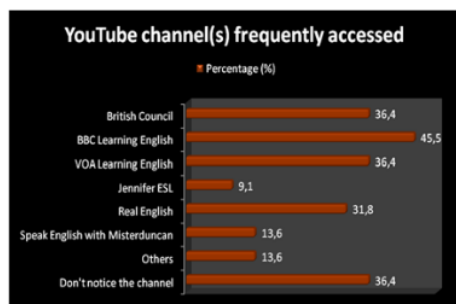 YouTube channel(s) frequently accessed
Percentage (%)
British Council 36,4
BBC Learning English 45,5
VOA Learning English 36,4
Jennifer ESL 9,1
Real English 31,8
Speak English with Misterduncan 13,6
Others 13,6
Don't notice the channel 36,4